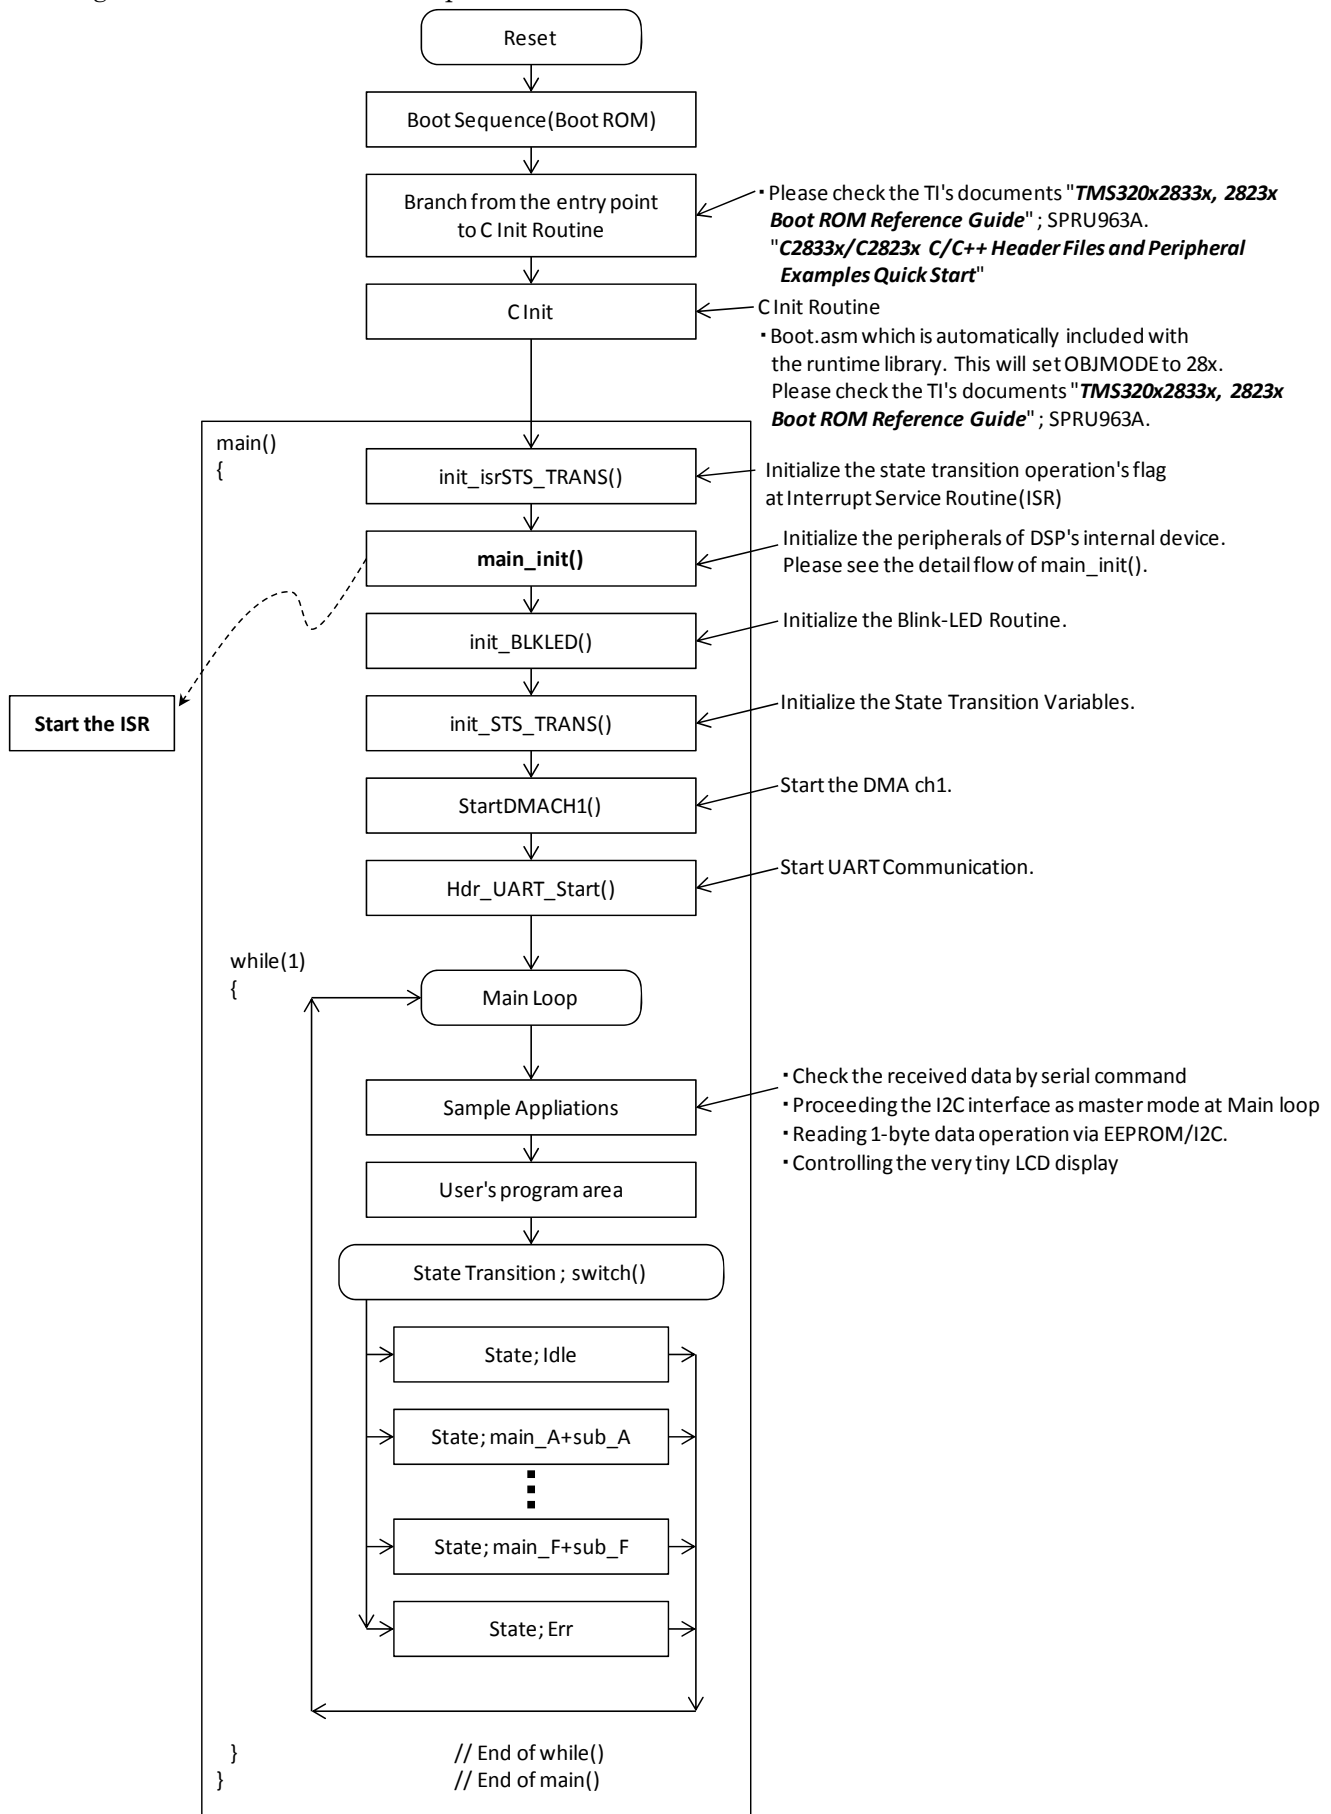 Reset
Boot Sequence(Boot ROM)
Branch from the entry point
to C Init Routine
・Please check the TI's documents "TMS320x2833x, 2823x
Boot ROM Reference Guide" ; SPRU963A.
"C2833x/C2823x C/C++ Header Files and Peripheral
Examples Quick Start"
C Init
C Init Routine
・Boot.asm which is automatically included with
the runtime library. This will set OBJMODE to 28x.
Please check the TI's documents "TMS320x2833x, 2823x
Boot ROM Reference Guide" ; SPRU963A.
main()
{
init_isrSTS_TRANS()
Initialize the state transition operation's flag
at Interrupt Service Routine(ISR)
main_init()
Initialize the peripherals of DSP's internal device.
Please see the detail flow of main_init().
init_BLKLED()
Initialize the Blink-LED Routine.
Start the ISR
init_STS_TRANS()
Initialize the State Transition Variables.
StartDMACH1()
Start the DMA ch1.
Hdr_UART_Start()
Start UART Communication.
while(1)
{
Main Loop
Sample Appliations
・Check the received data by serial command
・Proceeding the I2C interface as master mode at Main loop
・Reading 1-byte data operation via EEPROM/I2C.
・Controlling the very tiny LCD display
User's program area
State Transition ; switch()
State; Idle
State; main_A+sub_A
State; main_F+sub_F
State; Err
} // End of while()
} // End of main()